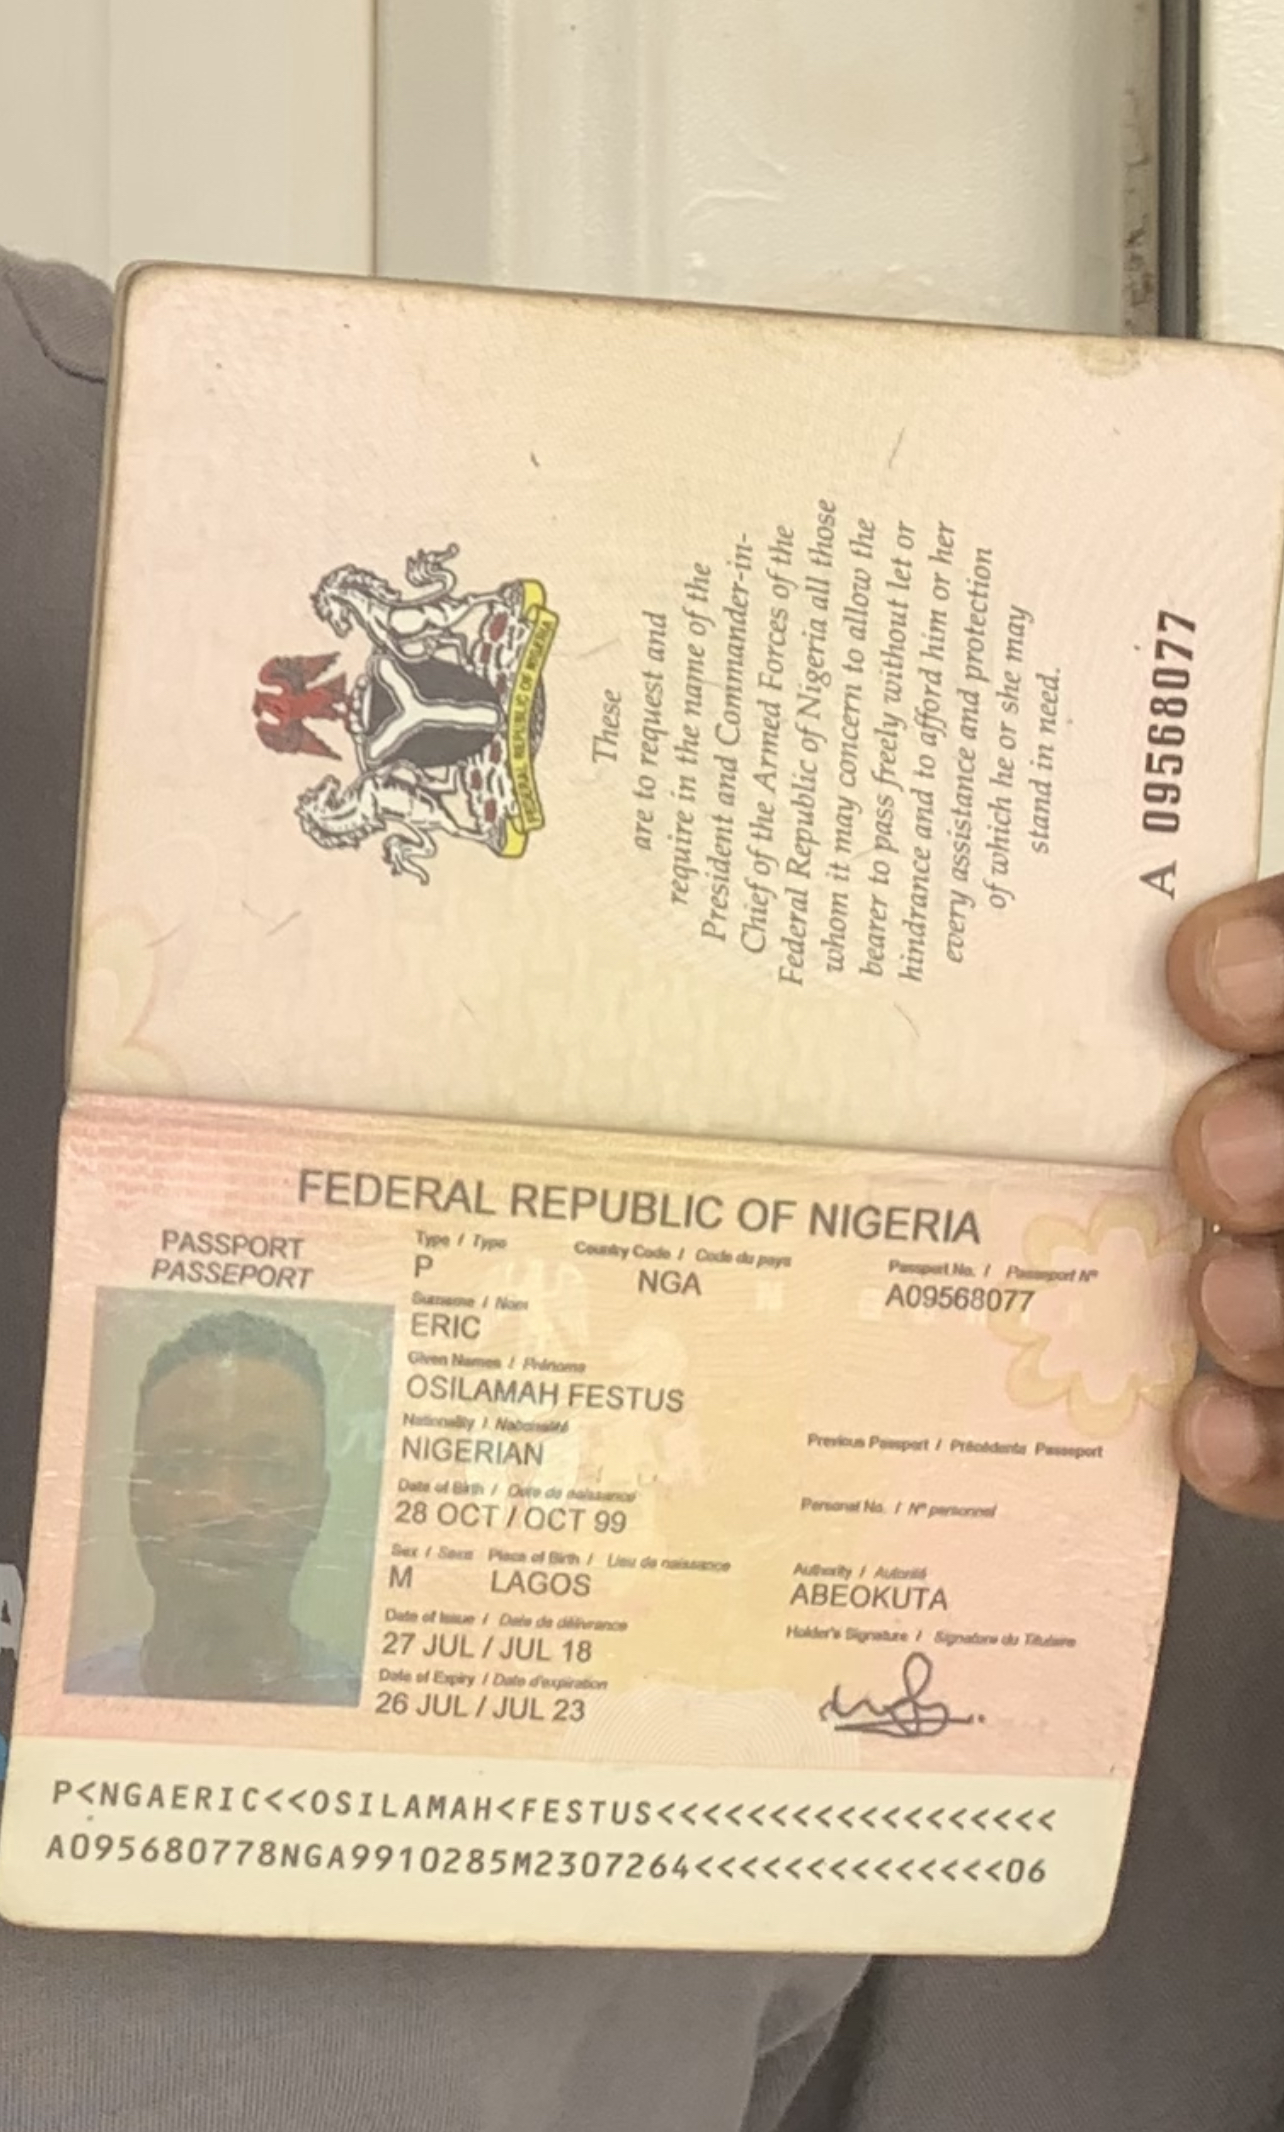 FEDERAL REPUBLIC OF NIGERIA
These
are to request and
require in the name of the
President and Commander-in-
Chief of the Armed Forces of the
Federal Republic of Nigeria all those
whom it may concern to allow the
bearer to pass freely without let or
hindrance and to afford him or her
every assistance and protection
of which he or she may
stand in need.
A 09568077
FEDERAL REPUBLIC OF NIGERIA
PASSPORT
PASSEPORT
Type / Type
P
Country Code / Code du pays
NGA
Passport No. / Passeport N°
A09568077
Surname / Nom
ERIC
Given Names / Prénoms
OSILAMAH FESTUS
Nationality / Nationalité
NIGERIAN
Previous Passport / Précédents Passeport
Date of Birth / Date de naissance
28 OCT / OCT 99
Personal No. / N° personnel
Sex / Sexe Place of Birth / Lieu de naissance
M LAGOS
Authority / Autorité
ABEOKUTA
Date of Issue / Date de délivrance
27 JUL / JUL 18
Holder's Signature / Signature du Titulaire
Date of Expiry / Date d'expiration
26 JUL / JUL 23
P<NGAERIC<<OSILAMAH<FESTUS<<<<<<<<<<<<<<<<<<
A095680778NGA9910285M2307264<<<<<<<<<<<<<<06